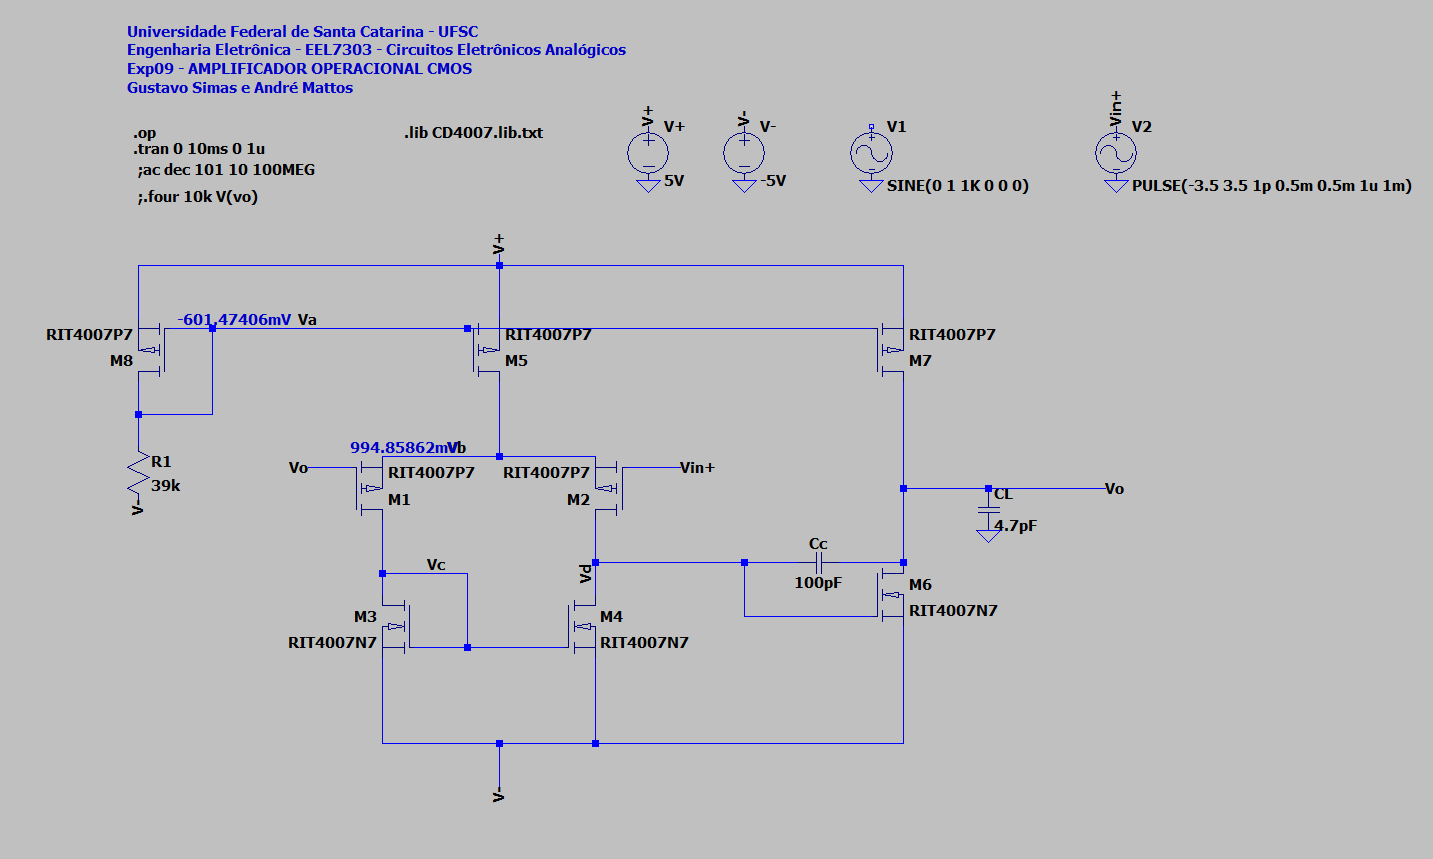 Universidade Federal de Santa Catarina - UFSC
Engenharia Eletrônica - EEL7303 - Circuitos Eletrônicos Analógicos
Exp09 - AMPLIFICADOR OPERACIONAL CMOS
Gustavo Simas e André Mattos
.op
.tran 0 10ms 0 1u
;ac dec 101 10 100MEG
;.four 10k V(vo)
.lib CD4007.lib.txt
V+
V+
5V
V-
V-
-5V
V1
SINE(0 1 1K 0 0 0)
Vin+
V2
PULSE(-3.5 3.5 1p 0.5m 0.5m 1u 1m)
V+
-601.47406mV Va
RIT4007P7
M8
RIT4007P7
M5
RIT4007P7
M7
R1
39k
V-
994.85862mV Vb
Vo
RIT4007P7
M1
RIT4007P7
M2
Vin+
Vo
CL
4.7pF
Vc
Vd
Cc
100pF
M3
RIT4007N7
M4
RIT4007N7
M6
RIT4007N7
V-